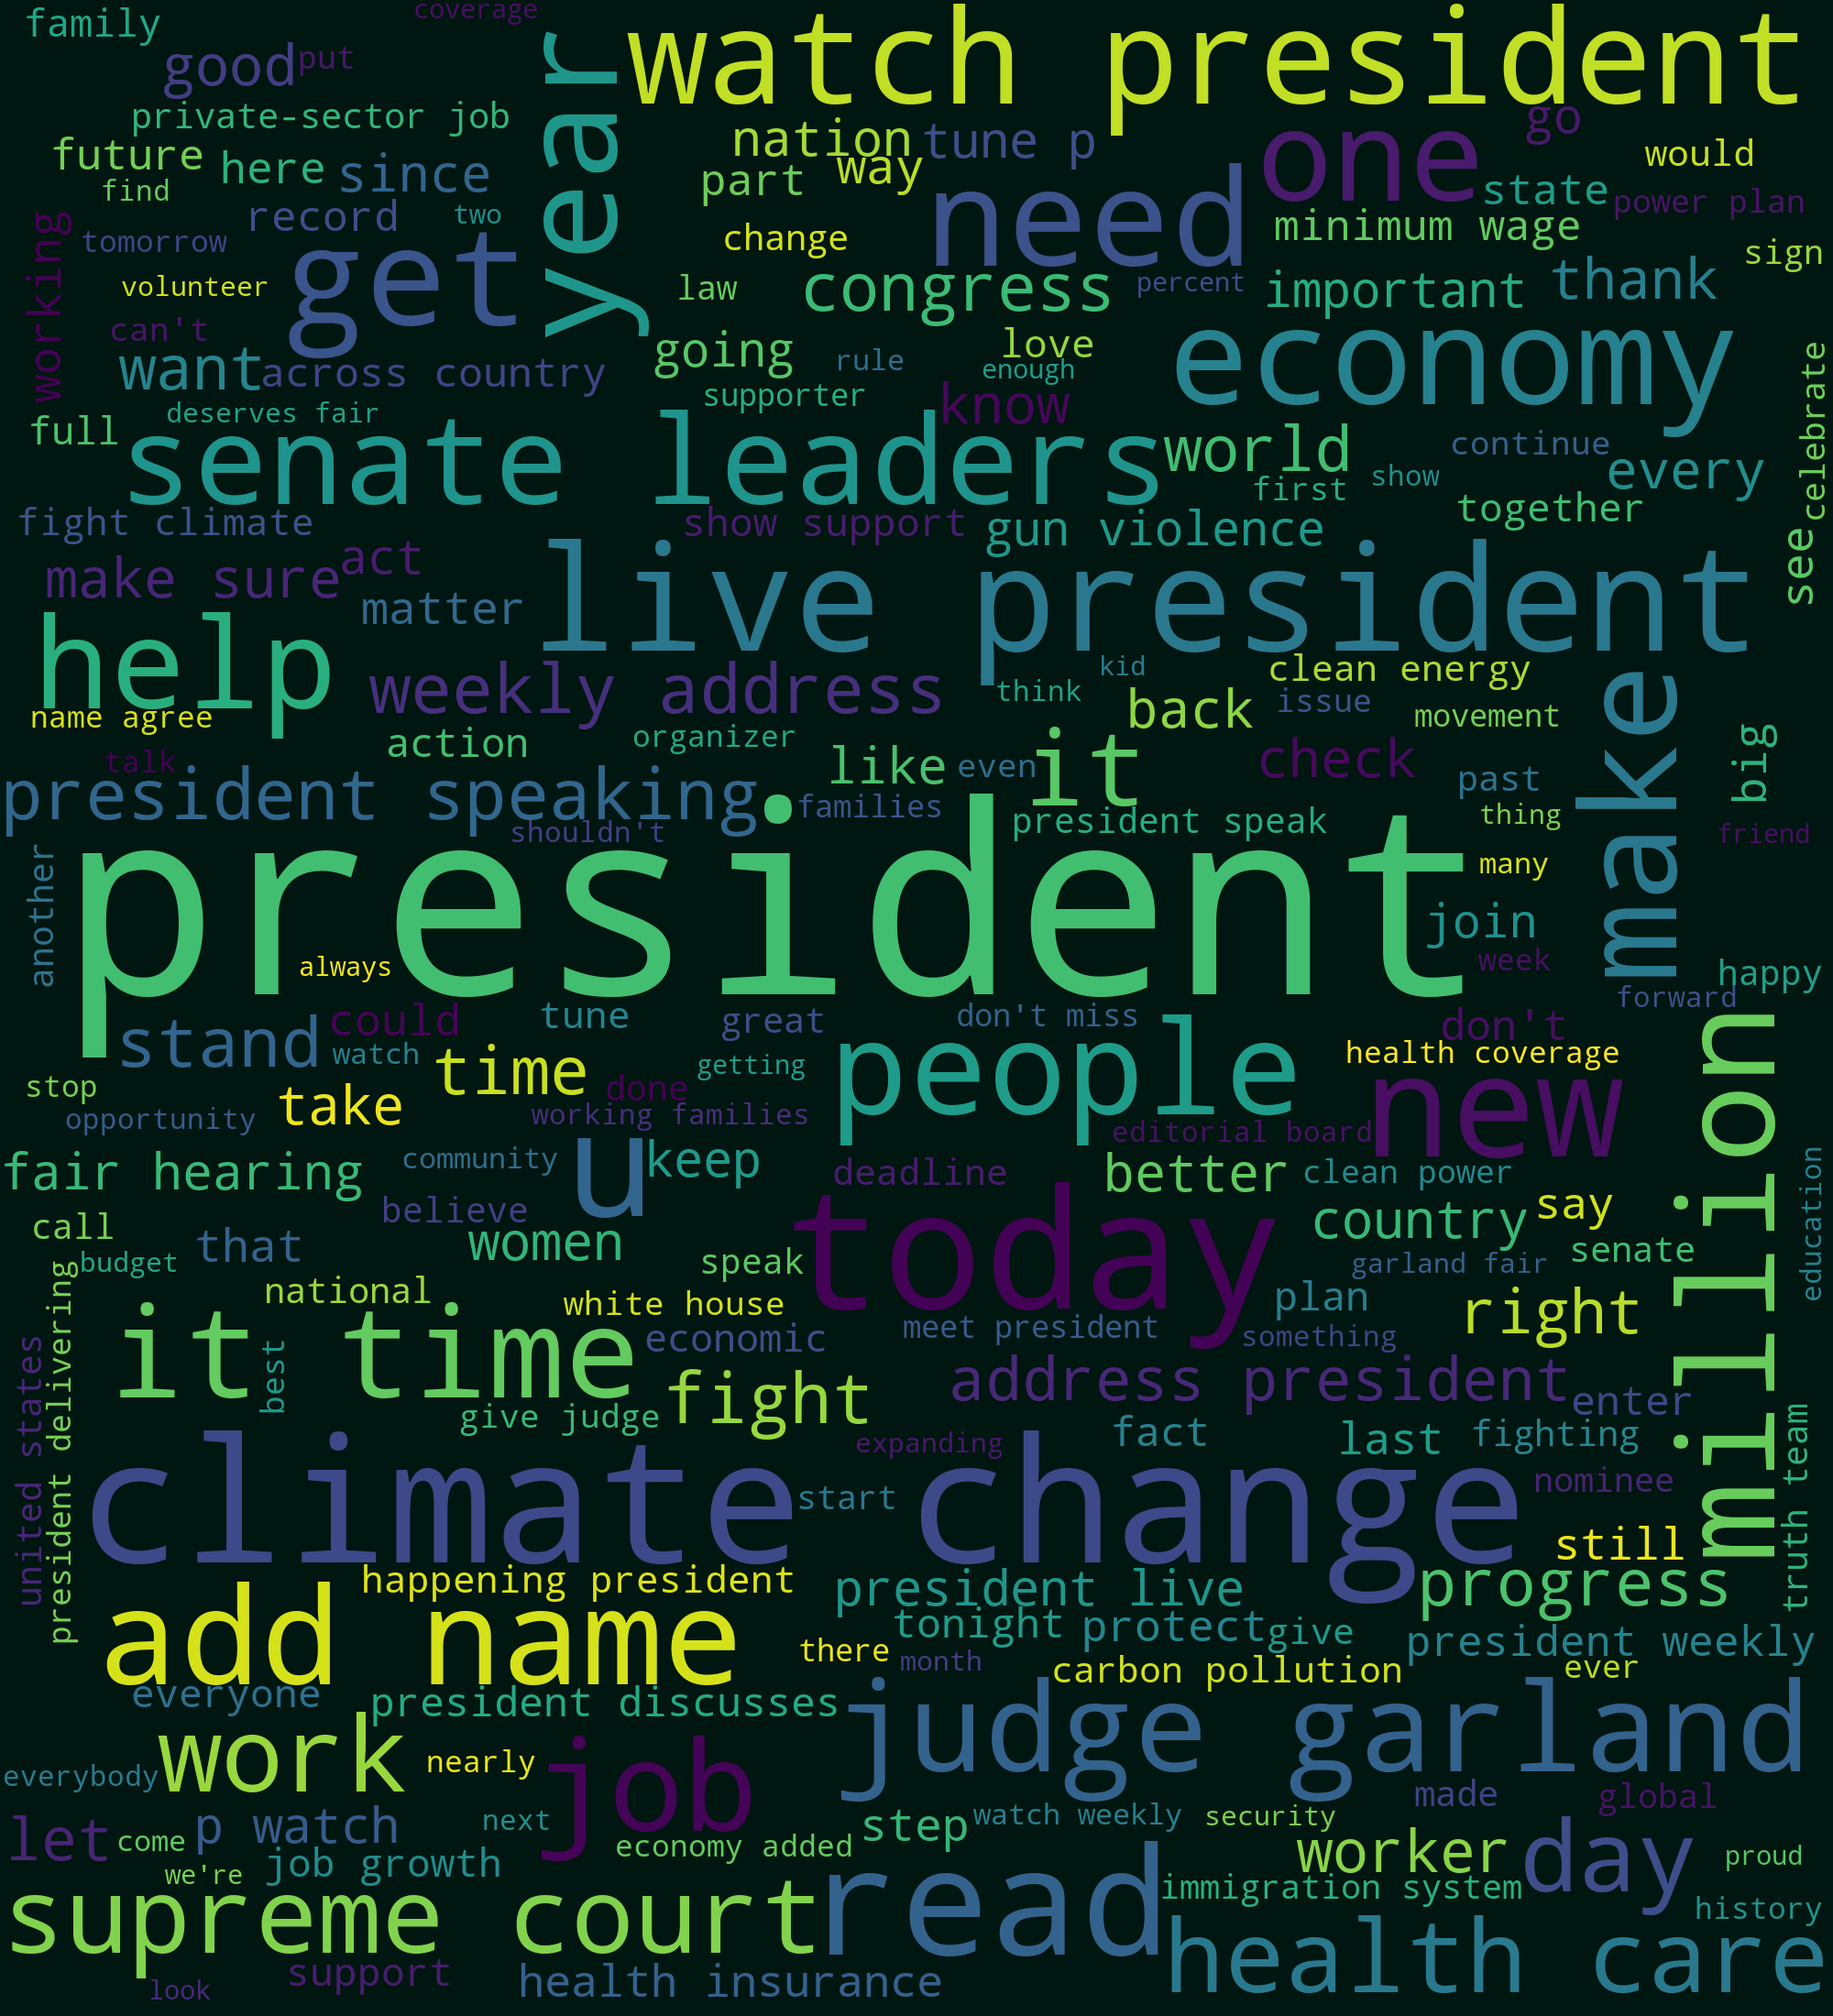 coverage
family
watch president
good
put
year
private-sector job
one
go
nation
tune p
future
here
since
way
would
part
need
state
find
record
two
power plan
minimum wage
working
tomorrow
change
get
sign
volunteer
law
congress
percent
important
thank
can't
going
love
economy
want
across country
rule
enough
supporter
know
celebrate
deserves fair
full
senate leaders
world
continue
every
first
show
fight climate
show support
gun violence
together
act
make sure
live president
see
matter
help
weekly address
kid
clean energy
make
think
issue
name agree
back
movement
action
organizer
big
talk
like
even
it
check
president speaking
families
past
president speak
thing
shouldn't
president
friend
another
many
join
always
week
happy
forward
could
tune
great
don't miss
don't
stand
watch
people
million
time
getting
health coverage
stop
take
done
new
opportunity
working families
editorial board
u
fair hearing
community
keep
deadline
better
clean power
education
believe
today
country
say
call
that
women
senate
budget
speak
garland fair
president delivering
national
white house
plan
right
it time
economic
meet president
something
united states
best
address president
fight
enter
give judge
fact
last
fighting
truth team
climate change
expanding
nominee
start
still
happening president
president live
progress
add name
tonight
protect
give
president weekly
there
month
carbon pollution
ever
everyone
president discusses
judge garland
work
job
nearly
everybody
made
global
let
p watch
next
step
watch weekly
security
come
economy added
worker
day
proud
we're
job growth
read
immigration system
supreme court
history
health care
look
support
health insurance